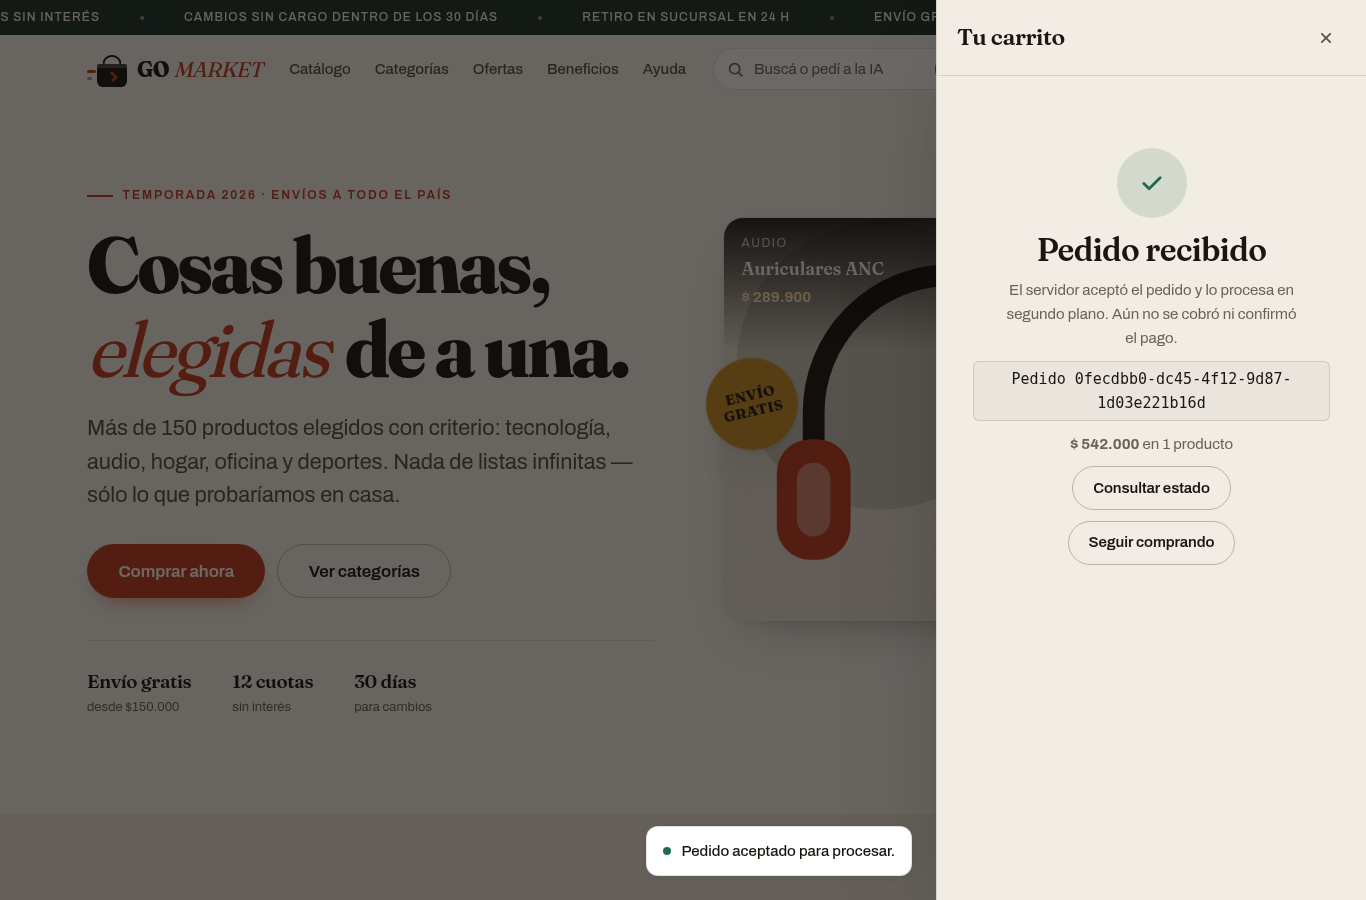 S SIN INTERÉS • CAMBIOS SIN CARGO DENTRO DE LOS 30 DÍAS • RETIRO EN SUCURSAL EN 24 H • ENVÍO
GO MARKET Catálogo Categorías Ofertas Beneficios Ayuda Buscá o pedí a la IA
TEMPORADA 2026 · ENVÍOS A TODO EL PAÍS
Cosas buenas,
elegidas de a una.
Más de 150 productos elegidos con criterio: tecnología,
audio, hogar, oficina y deportes. Nada de listas infinitas —
sólo lo que probaríamos en casa.
Comprar ahora Ver categorías
Envío gratis 12 cuotas 30 días
desde $150.000 sin interés para cambios
AUDIO
Auriculares ANC
$ 289.900
ENVÍO
GRATIS
Tu carrito
Pedido recibido
El servidor aceptó el pedido y lo procesa en
segundo plano. Aún no se cobró ni confirmó
el pago.
Pedido 0fecdbb0-dc45-4f12-9d87-
1d03e221b16d
$ 542.000 en 1 producto
Consultar estado
Seguir comprando
Pedido aceptado para procesar.